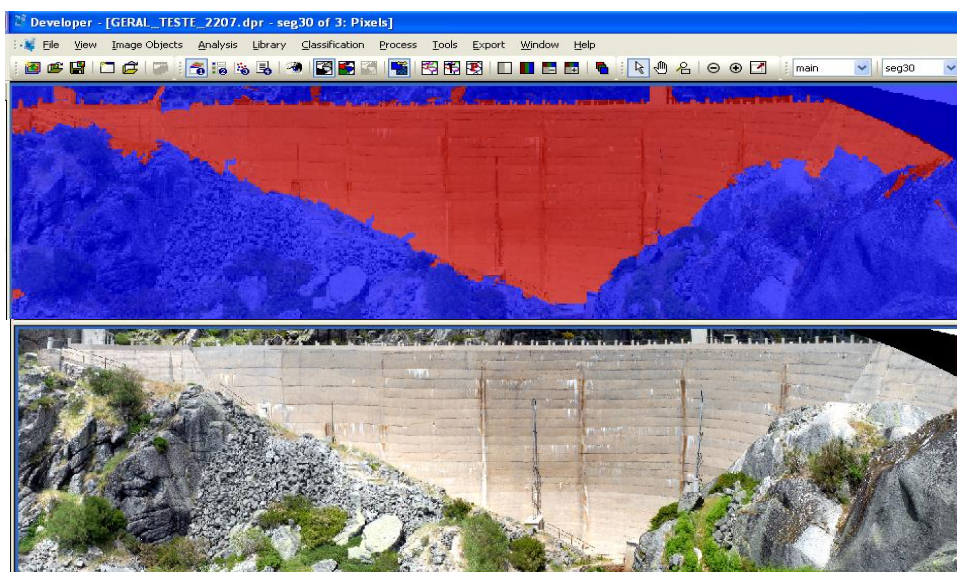 Developer - [GERAL_TESTE_2207.dpr - seg30 of 3: Pixels]
File View Image Objects Analysis Library Classification Process Tools Export Window Help
main seg30